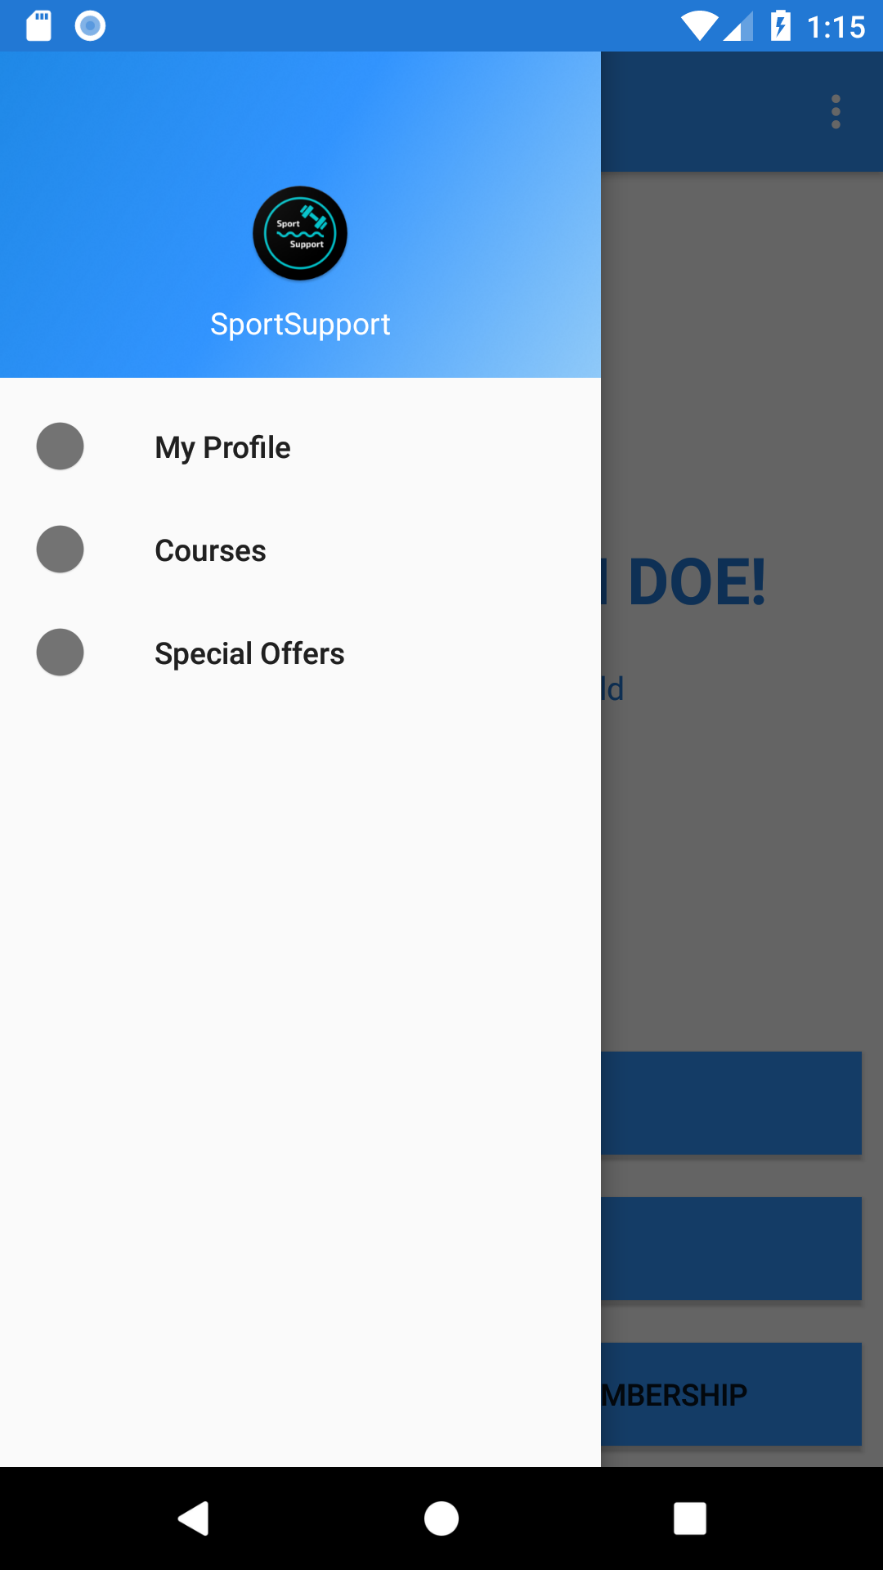 1:15
Sport
Support
SportSupport
My Profile
Courses
Special Offers
DOE!
ld
MBERSHIP